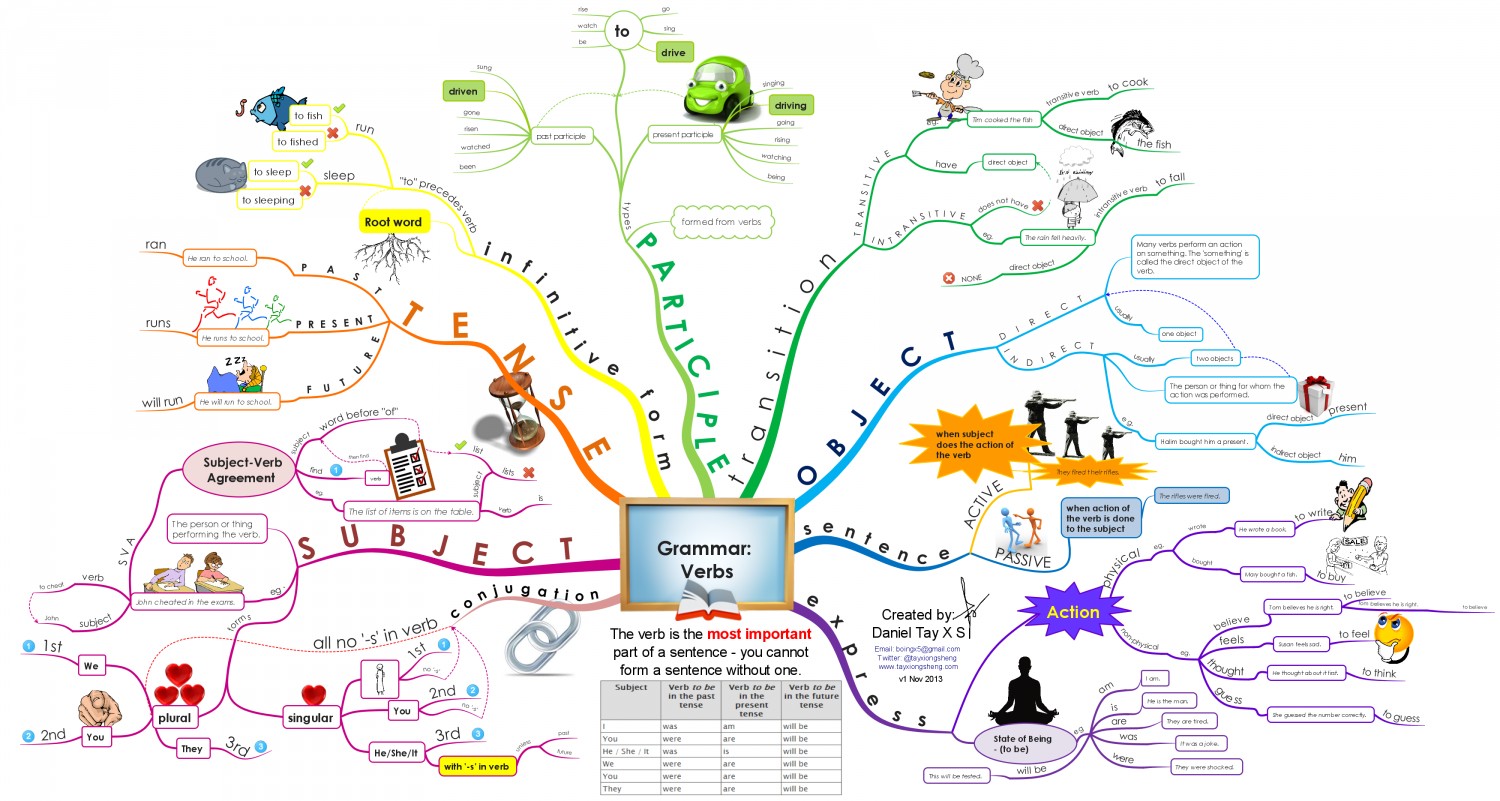 Grammar:
Verbs
The verb is the most important
part of a sentence - you cannot
form a sentence without one.
Subject
Verb to be
in the past
tense
Verb to be
in the
present
tense
Verb to be
in the future
tense
I was am will be
You were are will be
He / She / It was is will be
We were are will be
You were are will be
They were are will be
Created by:
Daniel Tay X S
Email: boingx5@gmail.com
Twitter: @tayxiongsheng
www.tayxiongsheng.com
v1 Nov 2013
infinitive form
"to" precedes verb
Root word
run
to fish
to fished
sleep
to sleep
to sleeping
PARTICIPLE
formed from verbs
types
to
rise
watch
be
go
sing
drive
past participle
sung
driven
gone
risen
watched
been
present participle
singing
driving
going
rising
watching
being
transition
TRANSITIVE
eg.
Tim cooked the fish
transitive verb
to cook
direct object
the fish
have
direct object
INTRANSITIVE
does not have
It's raining
eg.
The rain fell heavily.
intransitive verb
to fall
direct object
NONE
OBJECT
DIRECT
Many verbs perform an action
on something. The 'something' is
called the direct object of the
verb.
usually
one object
INDIRECT
usually
two objects
The person or thing for whom the
action was performed.
e.g.
Halim bought him a present.
direct object
present
indirect object
him
sentence
ACTIVE
when subject
does the action of
the verb
They fired their rifles.
PASSIVE
when action of
the verb is done
to the subject
The rifles were fired.
express
Action
physical
eg.
wrote
He wrote a book.
to write
bought
Mary bought a fish.
to buy
SALE
non-physical
eg.
believe
Tom believes he is right.
to believe
Tom believes he is right.
to believe
feels
Susan feels sad.
to feel
thought
He thought about it fast.
to think
guess
She guessed the number correctly.
to guess
State of Being
- (to be)
eg
am
I am.
is
He is the man.
are
They are tired.
was
It was a joke.
were
They were shocked.
will be
This will be tested.
TENSE
PAST
He ran to school.
ran
PRESENT
He runs to school.
runs
FUTURE
zzz
He will run to school.
will run
SUBJECT
The person or thing
performing the verb.
eg.
John cheated in the exams.
verb
to cheat
subject
John
SVA
Subject-Verb
Agreement
subject
word before "of"
find
1
then find
verb
eg
The list of items is on the table.
subject
list
lists
verb
is
forms
plural
1
1st
We
2
2nd
You
They
3rd
3
singular
1st
1
no '-s'
You
2nd
2
no '-s'
He/She/It
3rd
3
with '-s' in verb
unless
past
future
conjugation
all no '-s' in verb